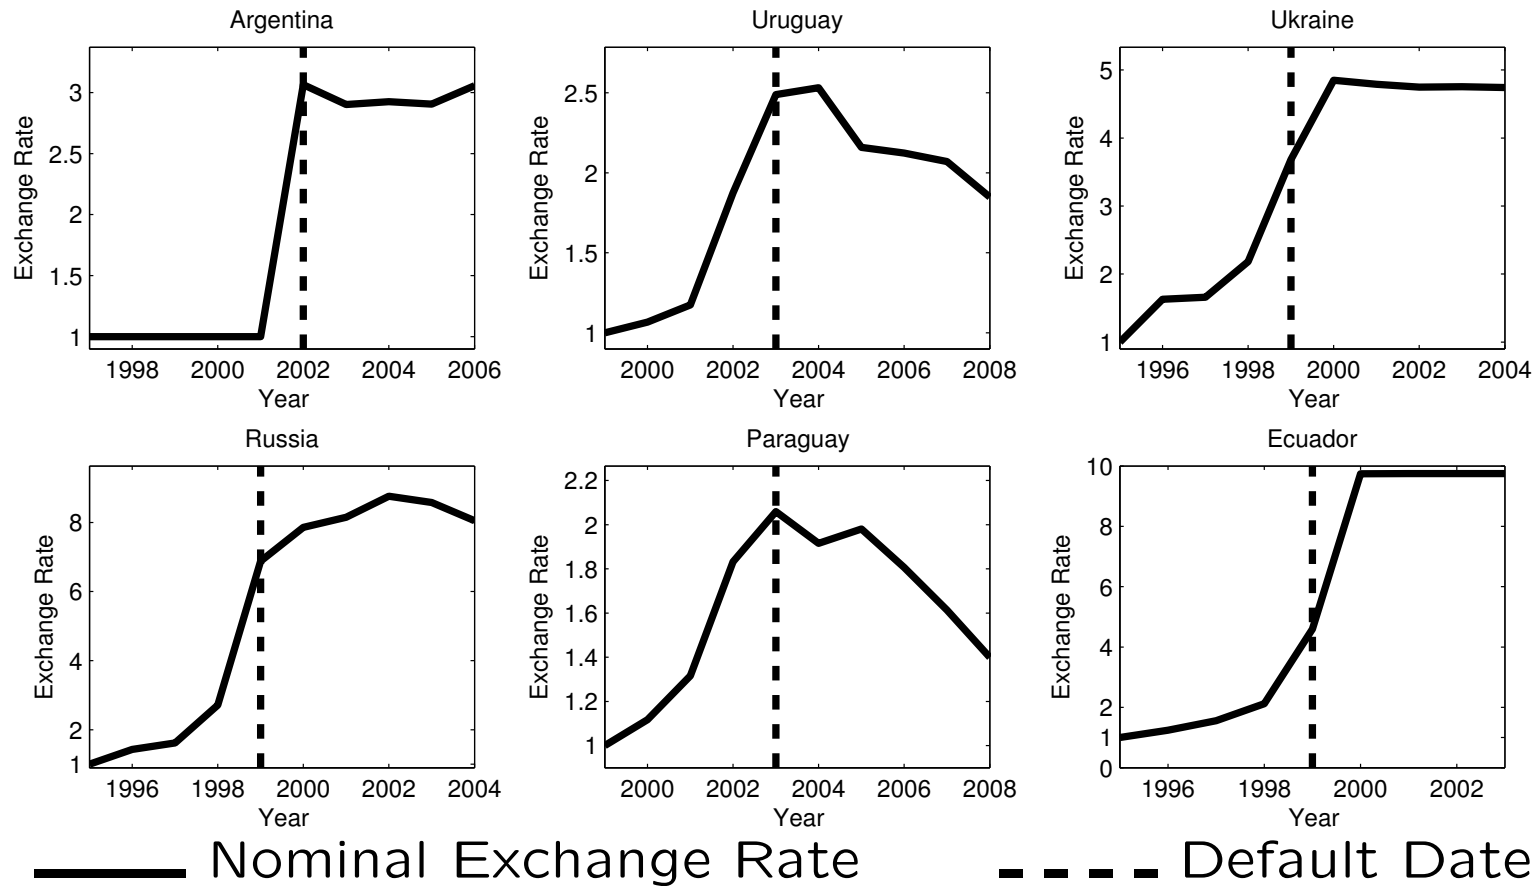 Argentina
Exchange Rate
3
2.5
2
1.5
1
1998 2000 2002 2004 2006
Year
Uruguay
Exchange Rate
2.5
2
1.5
1
2000 2002 2004 2006 2008
Year
Ukraine
Exchange Rate
5
4
3
2
1
1996 1998 2000 2002 2004
Year
Russia
Exchange Rate
8
6
4
2
1
1996 1998 2000 2002 2004
Year
Paraguay
Exchange Rate
2.2
2
1.8
1.6
1.4
1.2
1
2000 2002 2004 2006 2008
Year
Ecuador
Exchange Rate
10
8
6
4
2
1
0
1996 1998 2000 2002
Year
Nominal Exchange Rate Default Date